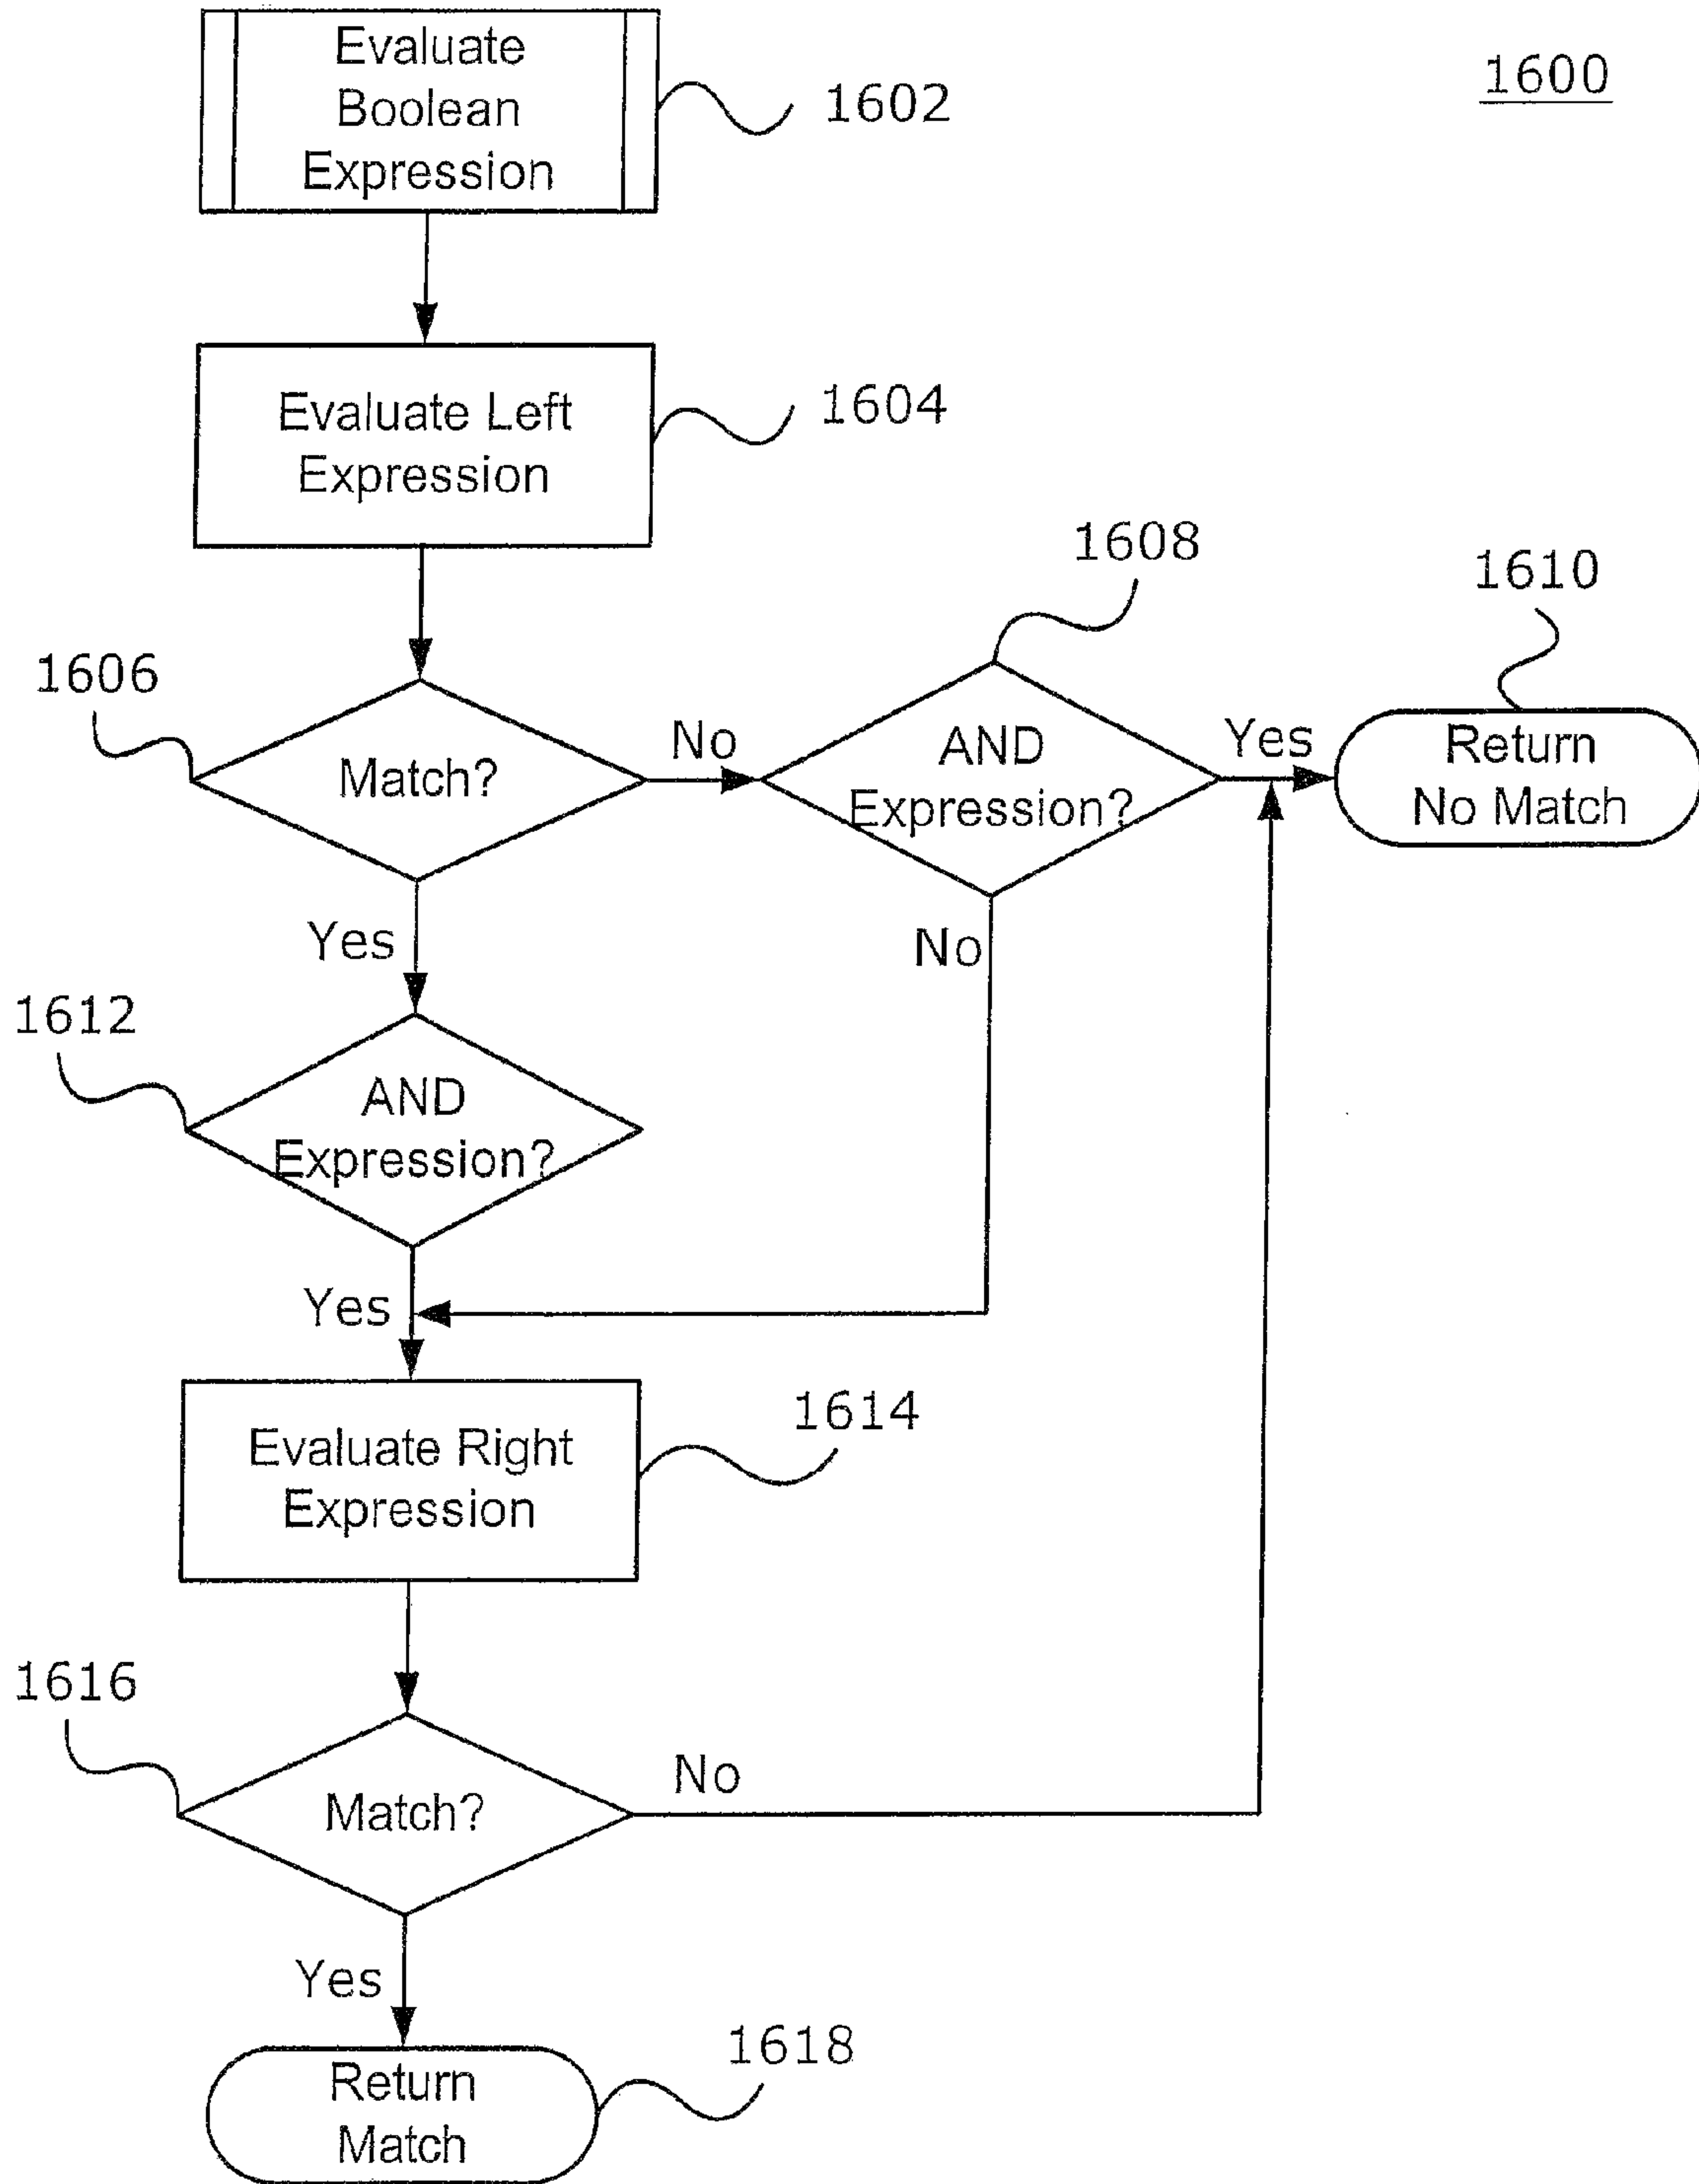 Evaluate
Boolean
Expression
1602
1600
Evaluate Left
Expression
1604
1606
Match?
No
1608
AND
Expression?
Yes
1610
Return
No Match
Yes
No
1612
AND
Expression?
Yes
Evaluate Right
Expression
1614
1616
Match?
No
Yes
Return
Match
1618